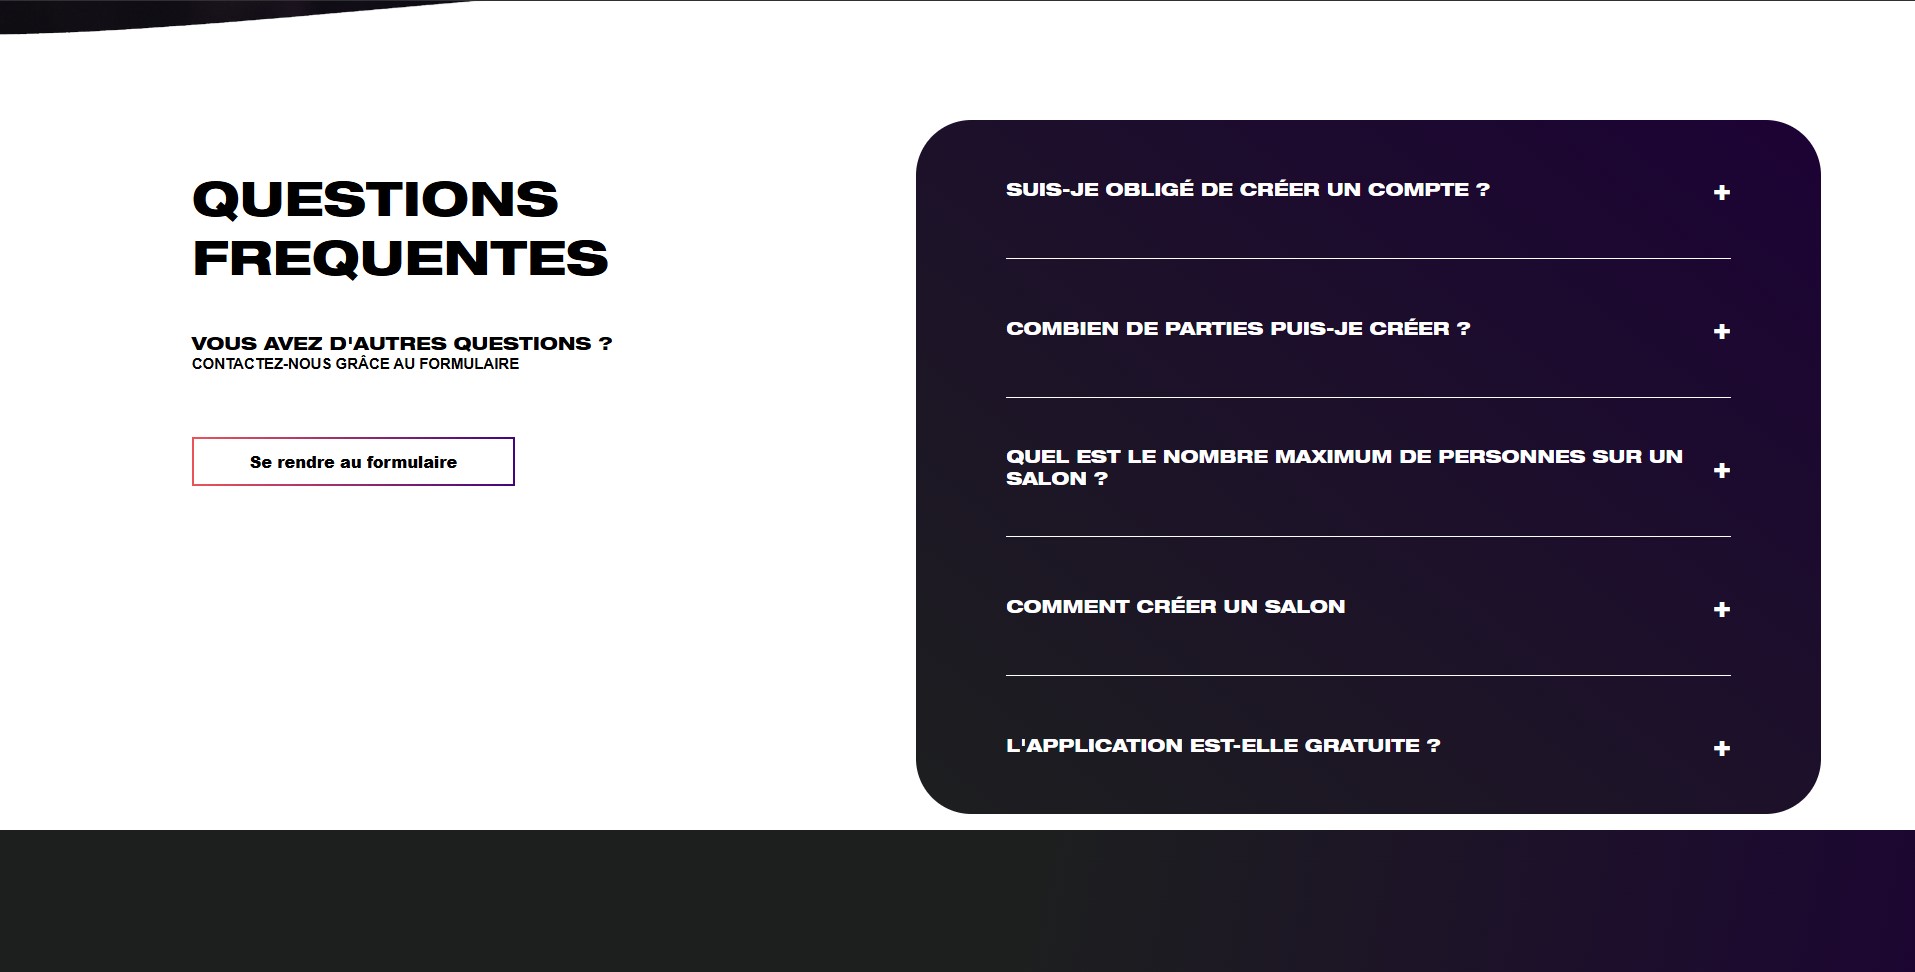 QUESTIONS
FREQUENTES
VOUS AVEZ D'AUTRES QUESTIONS ?
CONTACTEZ-NOUS GRÂCE AU FORMULAIRE
Se rendre au formulaire
SUIS-JE OBLIGÉ DE CRÉER UN COMPTE ?
+
COMBIEN DE PARTIES PUIS-JE CRÉER ?
+
QUEL EST LE NOMBRE MAXIMUM DE PERSONNES SUR UN
SALON ?
+
COMMENT CRÉER UN SALON
+
L'APPLICATION EST-ELLE GRATUITE ?
+